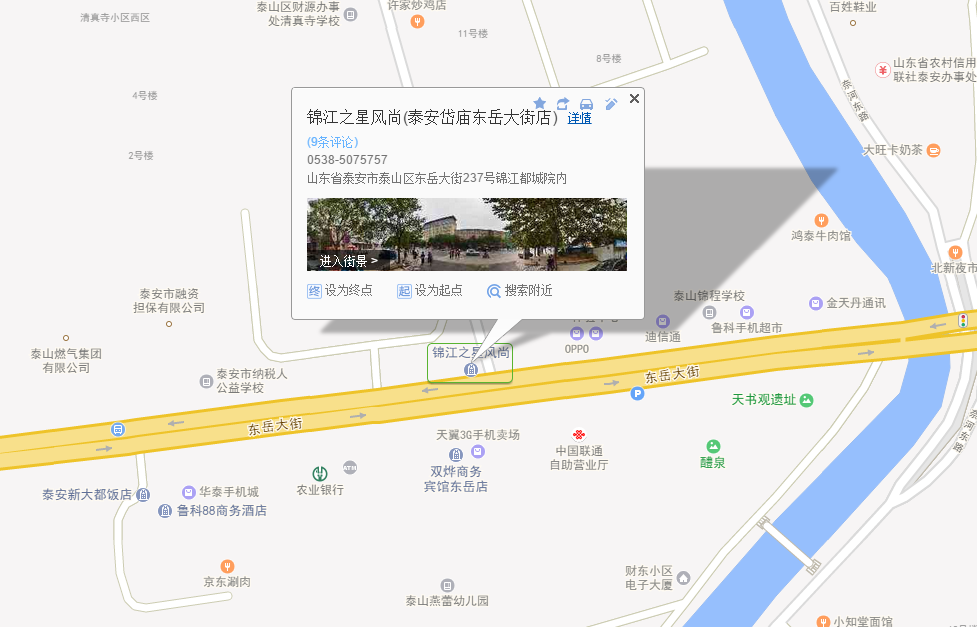 许家炒鸡店
百姓鞋业
泰山区财源办事
处清真寺学校
清真寺小区西区
11号楼
8号楼
山东省农村信用
联社泰安办事处
4号楼
柰河东路
2号楼
大旺卡奶茶
锦江之星风尚(泰安岱庙东岳大街店)
详情
(9条评论)
0538-5075757
山东省泰安市泰山区东岳大街237号锦江都城院内
进入街景 >
终 设为终点
起 设为起点
搜索附近
鸿泰牛肉馆
北新夜市
泰安市融资
担保有限公司
泰山锦程学校
金天丹通讯
鲁科手机超市
迪信通
OPPO
泰山燃气集团
有限公司
锦江之星风尚
泰安市纳税人
公益学校
东岳大街
P
天书观遗址
东岳大街
柰河东路
天翼3G手机卖场
中国联通
自助营业厅
醴泉
双烨商务
宾馆东岳店
ATM
农业银行
泰安新大都饭店
华泰手机城
鲁科88商务酒店
京东涮肉
财东小区
电子大厦
泰山燕蕾幼儿园
小知堂面馆